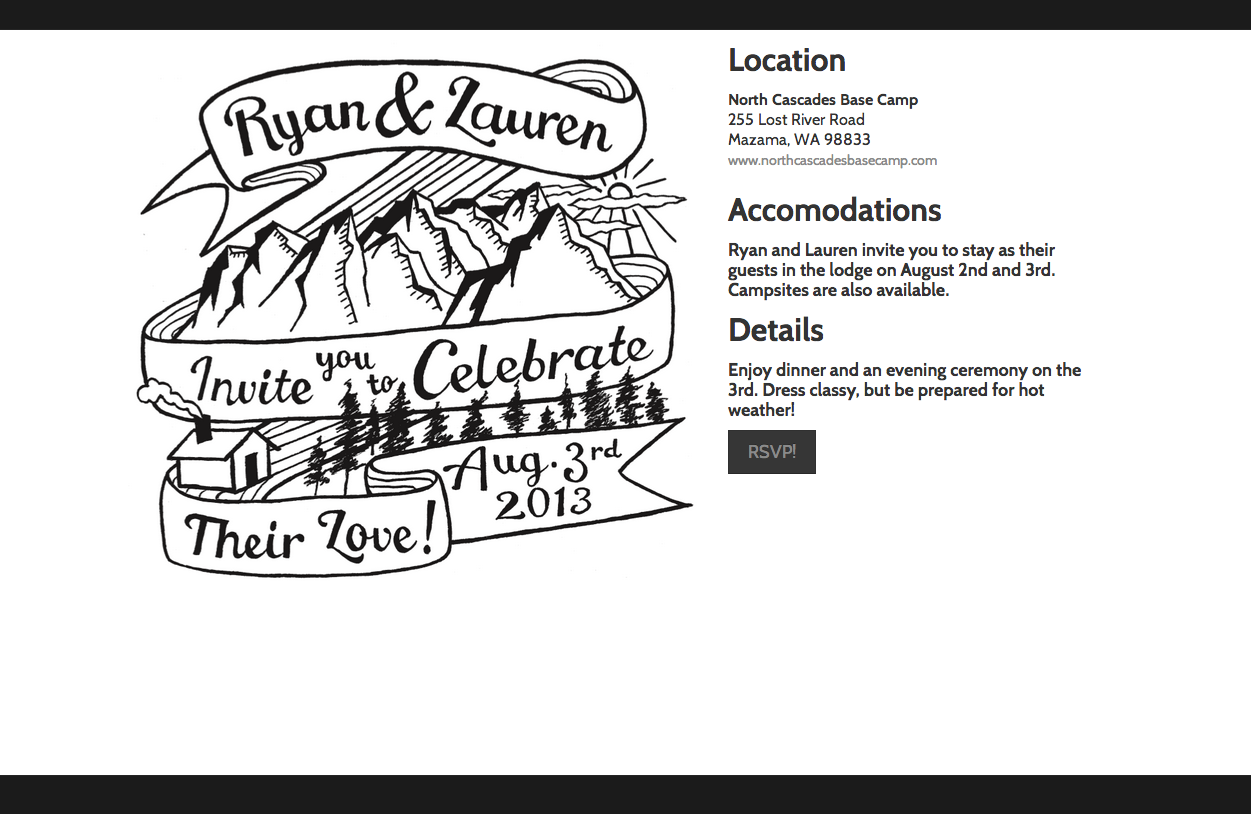 Ryan & Lauren
Invite you to Celebrate
Their Love!
Aug. 3rd
2013
Location
North Cascades Base Camp
255 Lost River Road
Mazama, WA 98833
www.northcascadesbasecamp.com
Accomodations
Ryan and Lauren invite you to stay as their
guests in the lodge on August 2nd and 3rd.
Campsites are also available.
Details
Enjoy dinner and an evening ceremony on the
3rd. Dress classy, but be prepared for hot
weather!
RSVP!